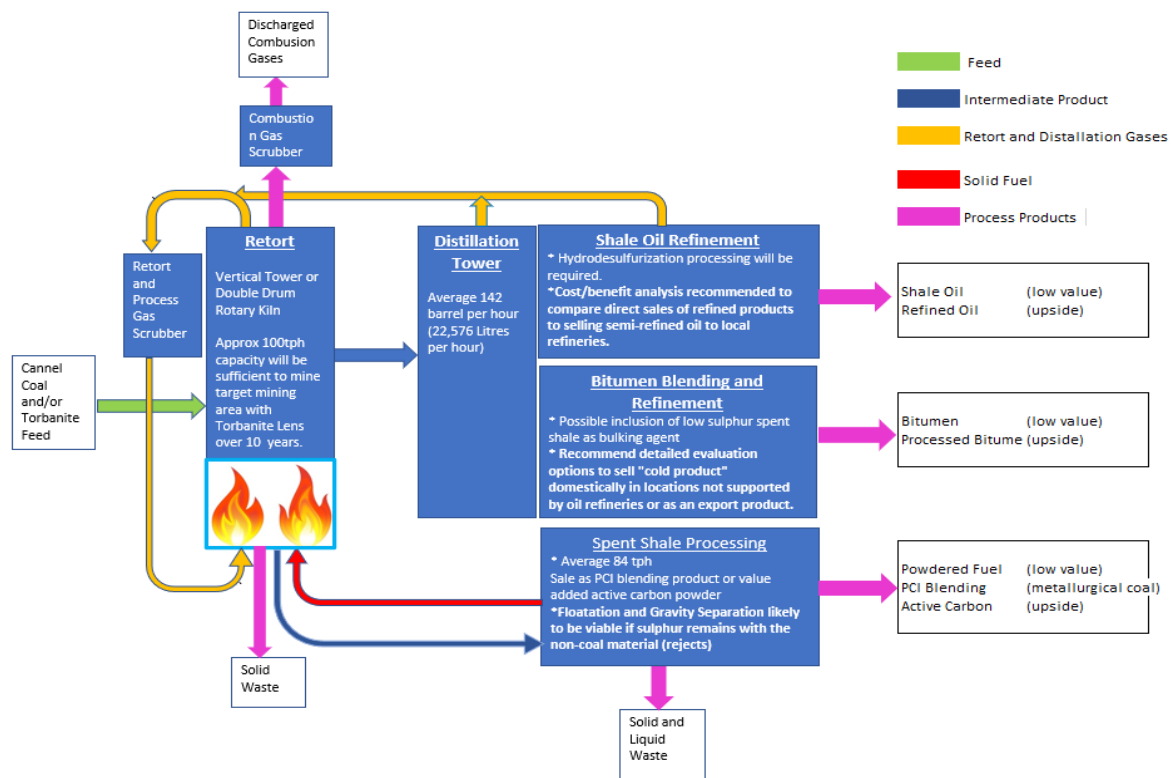 Discharged
Combusion
Gases
Combustio
n Gas
Scrubber
Feed
Intermediate Product
Retort and Distallation Gases
Solid Fuel
Process Products
Retort
and
Process
Gas
Scrubber
Cannel
Coal
and/or
Torbanite
Feed
Retort
Vertical Tower or
Double Drum
Rotary Kiln
Approx 100tph
capacity will be
sufficient to mine
target mining
area with
Torbanite Lens
over 10 years.
Distillation
Tower
Average 142
barrel per hour
(22,576 Litres
per hour)
Shale Oil Refinement
* Hydrodesulfurization processing will be
required.
*Cost/benefit analysis recommended to
compare direct sales of refined products
to selling semi-refined oil to local
refineries.
Shale Oil (low value)
Refined Oil (upside)
Bitumen Blending and
Refinement
* Possible inclusion of low sulphur spent
shale as bulking agent
* Recommend detailed evaluation
options to sell "cold product"
domestically in locations not supported
by oil refineries or as an export product.
Bitumen (low value)
Processed Bitume (upside)
Spent Shale Processing
* Average 84 tph
Sale as PCI blending product or value
added active carbon powder
*Floatation and Gravity Separation likely
to be viable if sulphur remains with the
non-coal material (rejects)
Powdered Fuel (low value)
PCI Blending (metallurgical coal)
Active Carbon (upside)
Solid
Waste
Solid and
Liquid
Waste